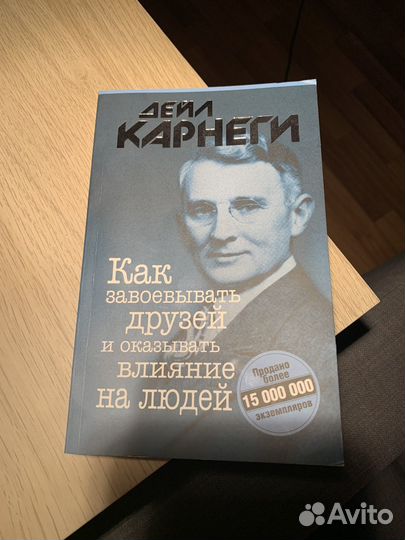 ДЕЙЛ
КАРНЕГИ
Как
завоевывать
друзей
и оказывать
влияние
на людей
Продано
более
15 000 000
экземпляров
Avito